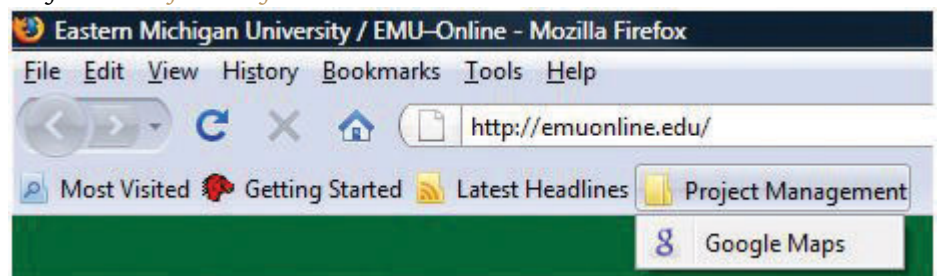 Eastern Michigan University / EMU–Online - Mozilla Firefox
File Edit View History Bookmarks Tools Help
http://emuonline.edu/
Most Visited Getting Started Latest Headlines Project Management
Google Maps